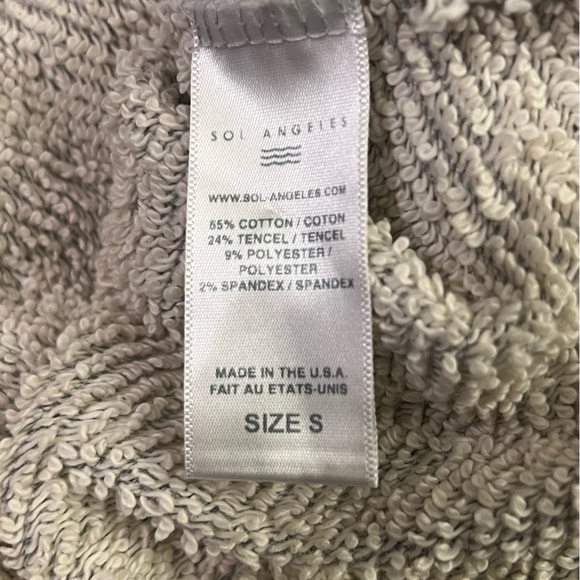 SOL ANGELES
WWW.SOL-ANGELES.COM
65% COTTON / COTON
24% TENCEL / TENCEL
9% POLYESTER /
POLYESTER
2% SPANDEX / SPANDEX
MADE IN THE U.S.A.
FAIT AU ETATS-UNIS
SIZE S